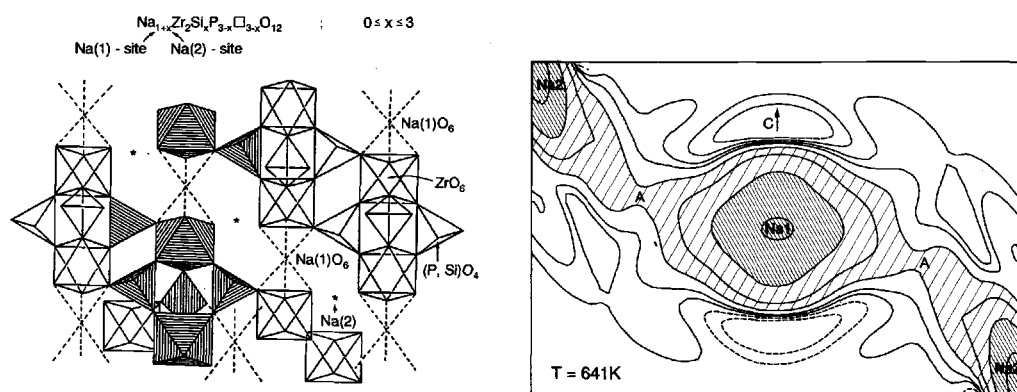 Na₁₊ₓZr₂SiₓP₃₋ₓ□₃₋ₓO₁₂ ; 0 ≤ x ≤ 3
Na(1) - site Na(2) - site
*
Na(1)O₆
ZrO₆
*
Na(1)O₆
(P, Si)O₄
*
Na(2)
Na2
C
A
Na1
A
T = 641K